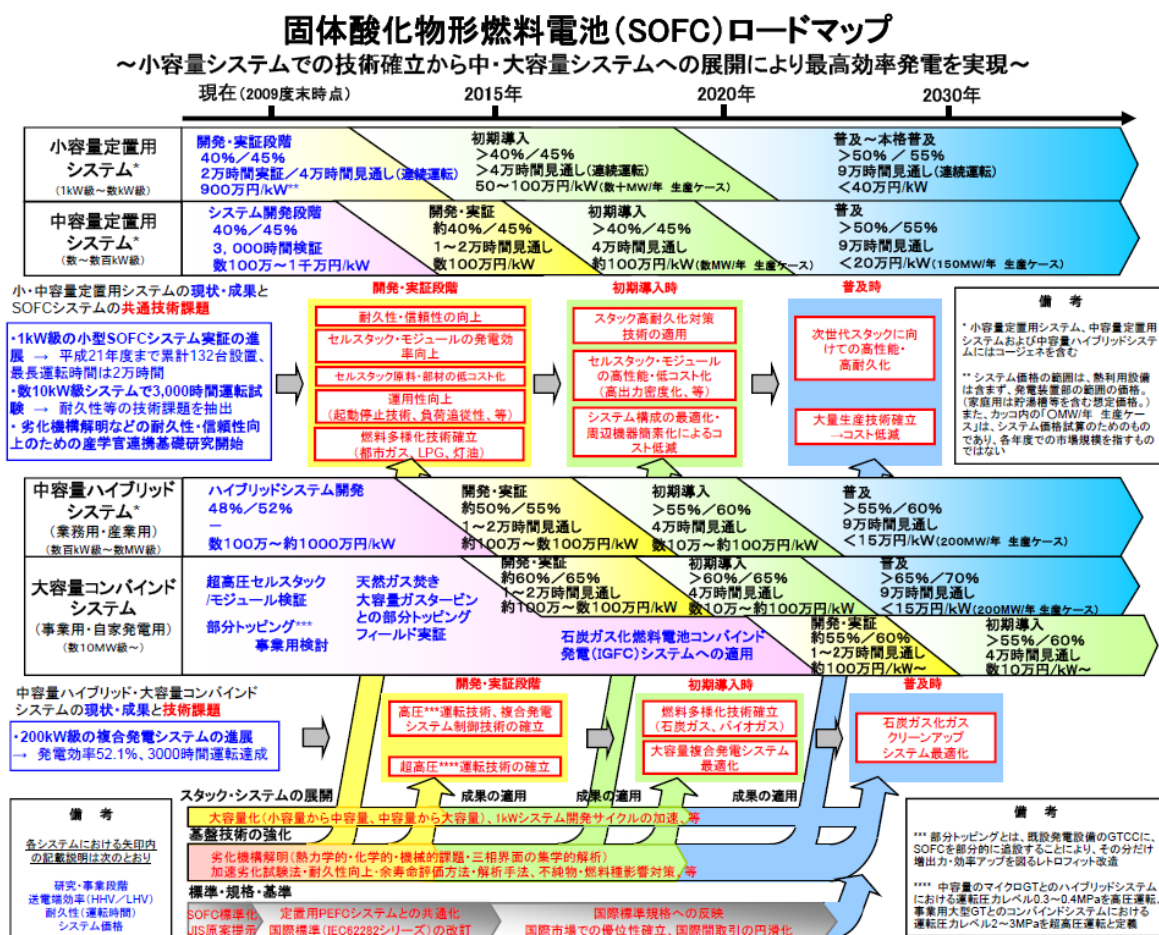 固体酸化物形燃料電池(SOFC)ロードマップ
～小容量システムでの技術確立から中・大容量システムへの展開により最高効率発電を実現～
現在(2009度末時点)
2015年
2020年
2030年
小容量定置用
システム*
(1kW級～数kW級)
開発・実証段階
40%/45%
2万時間実証/4万時間見通し(連続運転)
900万円/kW**
初期導入
>40%/45%
>4万時間見通し(連続運転)
50～100万円/kW(数十MW/年 生産ケース)
普及～本格普及
>50%/55%
9万時間見通し(連続運転)
<40万円/kW
中容量定置用
システム*
(数～数百kW級)
システム開発段階
40%/45%
3,000時間検証
数100万～1千万円/kW
開発・実証
約40%/45%
1～2万時間見通し
数100万円/kW
初期導入
>40%/45%
4万時間見通し
約100万円/kW(数MW/年 生産ケース)
普及
>50%/55%
9万時間見通し
<20万円/kW(150MW/年 生産ケース)
小・中容量定置用システムの現状・成果と
SOFCシステムの共通技術課題
・1kW級の小型SOFCシステム実証の進
展 → 平成21年度まで累計132台設置、
最長運転時間は2万時間
・数10kW級システムで3,000時間運転試
験 → 耐久性等の技術課題を抽出
・劣化機構解明などの耐久性・信頼性向
上のための産学官連携基礎研究開始
開発・実証段階
耐久性・信頼性の向上
セルスタック・モジュールの発電効
率向上
セルスタック原料・部材の低コスト化
運用性向上
(起動停止技術、負荷追従性、等)
燃料多様化技術確立
(都市ガス、LPG、灯油)
初期導入時
スタック高耐久化対策
技術の適用
セルスタック・モジュール
の高性能・低コスト化
(高出力密度化、等)
システム構成の最適化・
周辺機器簡素化によるコ
スト低減
普及時
次世代スタックに向
けての高性能・
高耐久化
大量生産技術確立
→コスト低減
備 考
* 小容量定置用システム、中容量定置用
システムおよび中容量ハイブリッドシステ
ムにはコージェネを含む
** システム価格の範囲は、熱利用設備
は含まず、発電装置部の範囲の価格。
(家庭用は貯湯槽等を含む想定価格。)
また、カッコ内の「OMW/年 生産ケー
ス」は、システム価格試算のためのもの
であり、各年度での市場規模を指すもの
ではない
中容量ハイブリッド
システム*
(業務用・産業用)
(数百kW級～数MW級)
ハイブリッドシステム開発
48%/52%
－
数100万～約1000万円/kW
開発・実証
約50%/55%
1～2万時間見通し
約100万～数100万円/kW
初期導入
>55%/60%
4万時間見通し
数10万～約100万円/kW
普及
>55%/60%
9万時間見通し
<15万円/kW(200MW/年 生産ケース)
大容量コンバインド
システム
(事業用・自家発電用)
(数10MW級～)
超高圧セルスタック
/モジュール検証
部分トッピング***
事業用検討
天然ガス焚き
大容量ガスタービン
との部分トッピング
フィールド実証
開発・実証
約60%/65%
1～2万時間見通し
約100万～数100万円/kW
初期導入
>60%/65%
4万時間見通し
数10万～約100万円/kW
普及
>65%/70%
9万時間見通し
<15万円/kW(200MW/年 生産ケース)
石炭ガス化燃料電池コンバインド
発電(IGFC)システムへの適用
開発・実証
約55%/60%
1～2万時間見通し
約100万円/kW～
初期導入
>55%/60%
4万時間見通し
数10万円/kW～
中容量ハイブリッド・大容量コンバインド
システムの現状・成果と技術課題
・200kW級の複合発電システムの進展
→ 発電効率52.1%、3000時間運転達成
開発・実証段階
高圧***運転技術、複合発電
システム制御技術の確立
超高圧****運転技術の確立
初期導入時
燃料多様化技術確立
(石炭ガス、バイオガス)
大容量複合発電システム
最適化
普及時
石炭ガス化ガス
クリーンアップ
システム最適化
備 考
各システムにおける矢印内
の記載説明は次のとおり
研究・事業段階
送電端効率(HHV/LHV)
耐久性(運転時間)
システム価格
スタック・システムの展開
成果の適用
成果の適用
成果の適用
大容量化(小容量から中容量、中容量から大容量)、1kWシステム開発サイクルの加速、等
基盤技術の強化
劣化機構解明(熱力学的・化学的・機械的課題・三相界面の集学的解析)
加速劣化試験法・耐久性向上・余寿命評価方法・解析手法、不純物・燃料種影響対策、等
標準・規格・基準
SOFC標準化
JIS原案提示
定置用PEFCシステムとの共通化
国際標準(IEC62282シリーズ)の改訂
国際標準規格への反映
国際市場での優位性確立、国際間取引の円滑化
備 考
*** 部分トッピングとは、既設発電設備のGTCCに、
SOFCを部分的に追設することにより、その分だけ
増出力・効率アップを図るレトロフィット改造
**** 中容量のマイクロGTとのハイブリッドシステム
における運転圧力レベル0.3～0.4MPaを高圧運転、
事業用大型GTとのコンバインドシステムにおける
運転圧力レベル2～3MPaを超高圧運転と定義